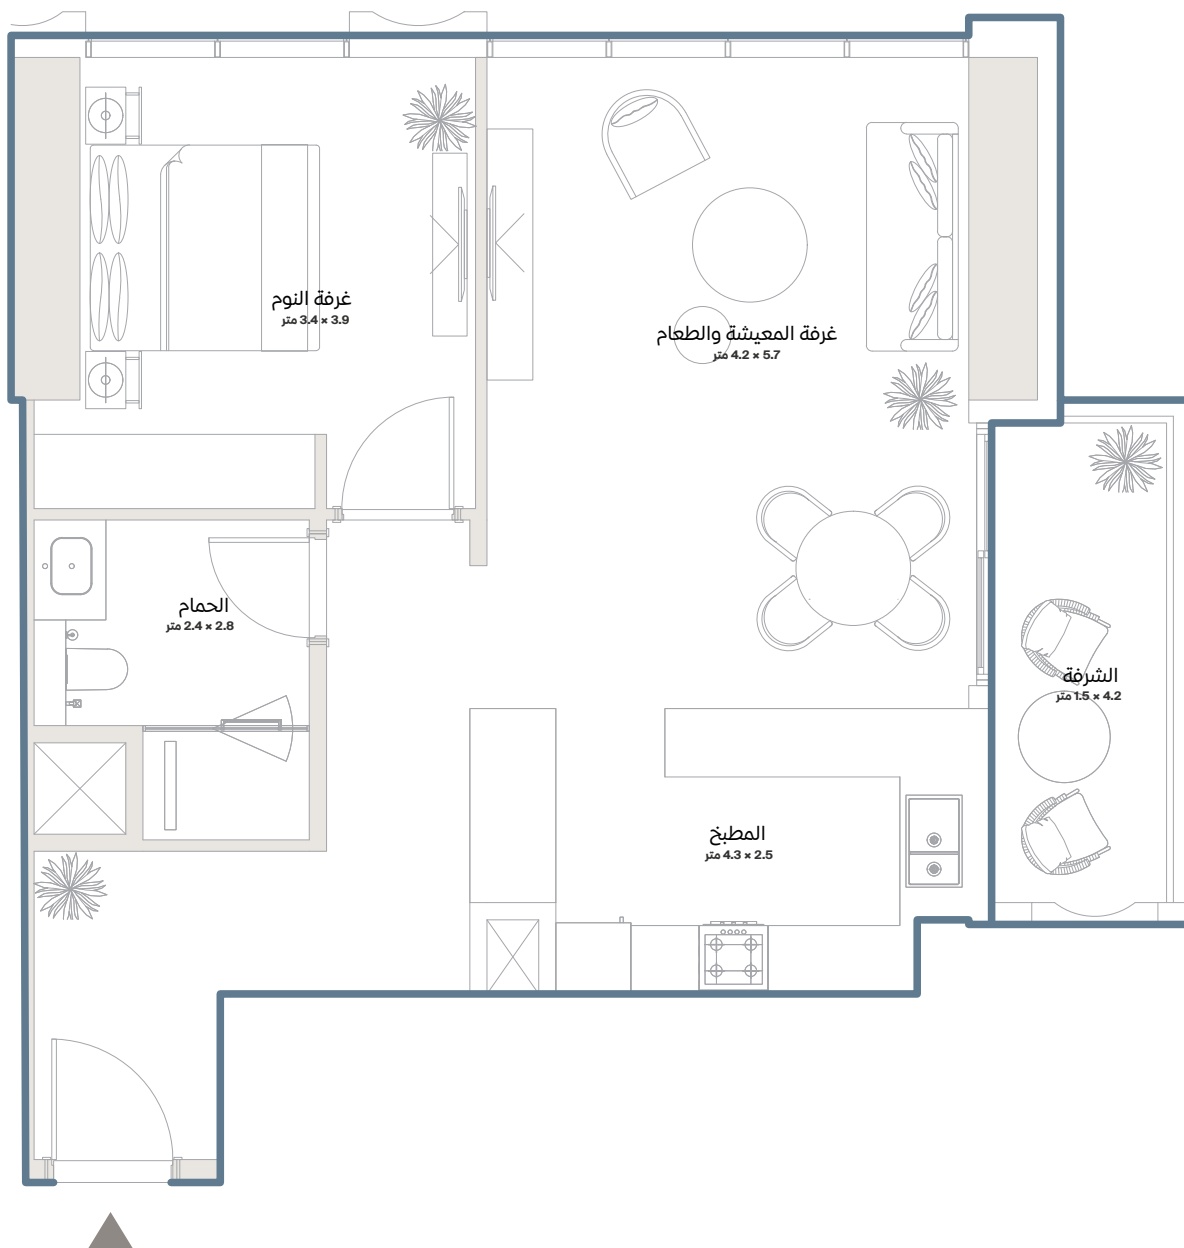 غرفة النوم
3.9 × 3.4 متر
غرفة المعيشة والطعام
5.7 × 4.2 متر
الحمام
2.8 × 2.4 متر
الشرفة
4.2 × 1.5 متر
المطبخ
2.5 × 4.3 متر